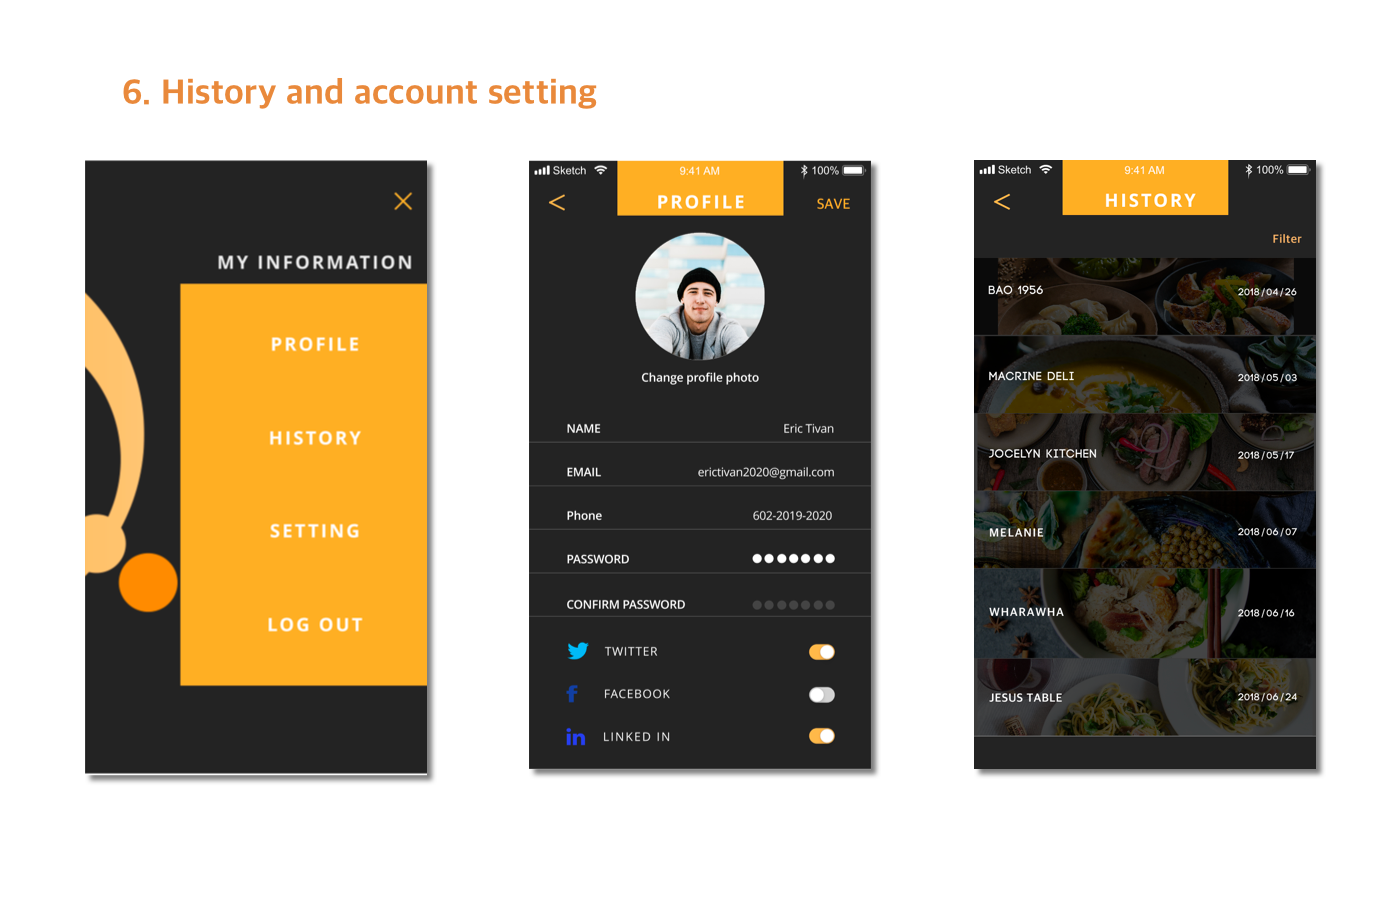 6. History and account setting
MY INFORMATION
PROFILE
HISTORY
SETTING
LOG OUT
Sketch 9:41 AM 100%
< PROFILE SAVE
Change profile photo
NAME Eric Tivan
EMAIL erictivan2020@gmail.com
Phone 602-2019-2020
PASSWORD
CONFIRM PASSWORD
TWITTER
f FACEBOOK
in LINKED IN
Sketch 9:41 AM 100%
< HISTORY
Filter
BAO 1956 2018/04/26
MACRINE DELI 2018/05/03
JOCELYN KITCHEN 2018/05/17
MELANIE 2018/06/07
WHARAWHA 2018/06/16
JESUS TABLE 2018/06/24